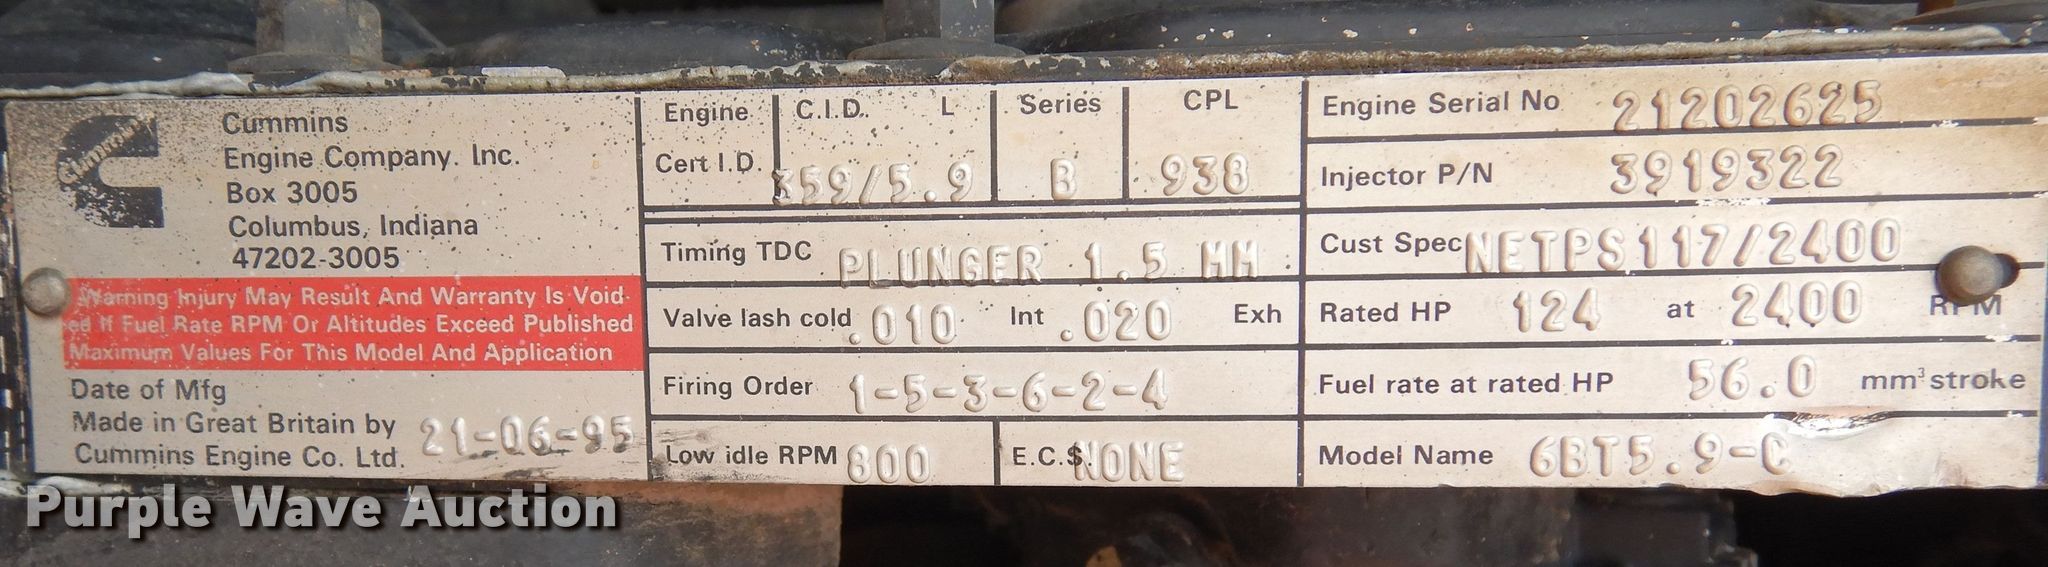 Cummins
Cummins
Engine Company. Inc.
Box 3005
Columbus, Indiana
47202-3005
Warning Injury May Result And Warranty Is Void-
ed If Fuel Rate RPM Or Altitudes Exceed Published
Maximum Values For This Model And Application
Date of Mfg
Made in Great Britain by
Cummins Engine Co. Ltd. 21-06-95
Engine C.I.D. L Series CPL
Cert I.D. 359/5.9 B 938
Timing TDC PLUNGER 1.5 MM
Valve lash cold .010 Int .020 Exh
Firing Order 1-5-3-6-2-4
Low idle RPM 800 E.C.S. NONE
Engine Serial No 21202625
Injector P/N 3919322
Cust Spec NETPS117/2400
Rated HP 124 at 2400 RPM
Fuel rate at rated HP 56.0 mm³ stroke
Model Name 6BT5.9-C
Purple Wave Auction